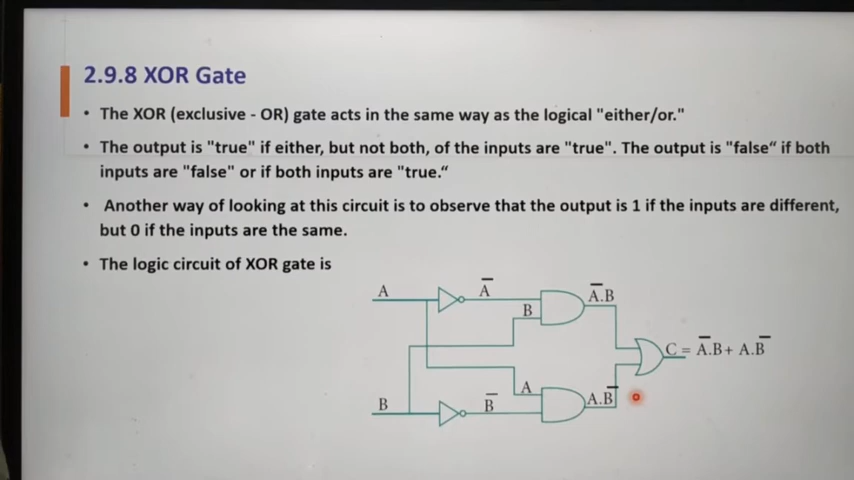 2.9.8 XOR Gate
• The XOR (exclusive - OR) gate acts in the same way as the logical "either/or."
• The output is "true" if either, but not both, of the inputs are "true". The output is "false“ if both
inputs are "false" or if both inputs are "true.“
• Another way of looking at this circuit is to observe that the output is 1 if the inputs are different,
but 0 if the inputs are the same.
• The logic circuit of XOR gate is
A
A̅
A̅.B
B
C = A̅.B+ A.B̅
A
B
B̅
A.B̅